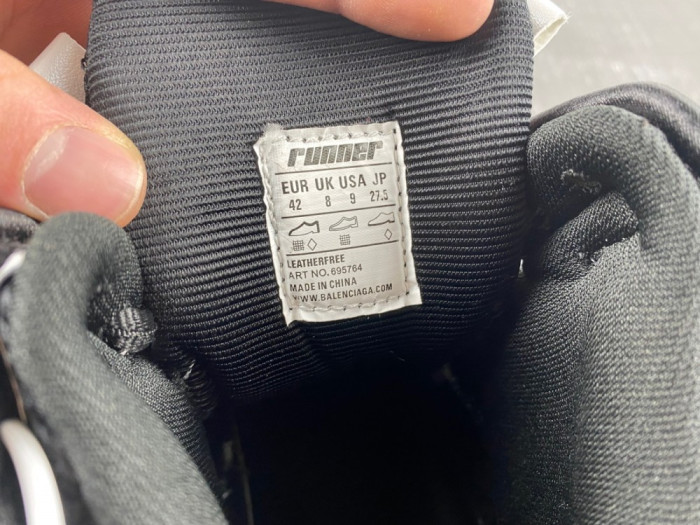 runner
EUR UK USA JP
42 8 9 27.5
LEATHERFREE
ART NO.695764
MADE IN CHINA
WWW.BALENCIAGA.COM